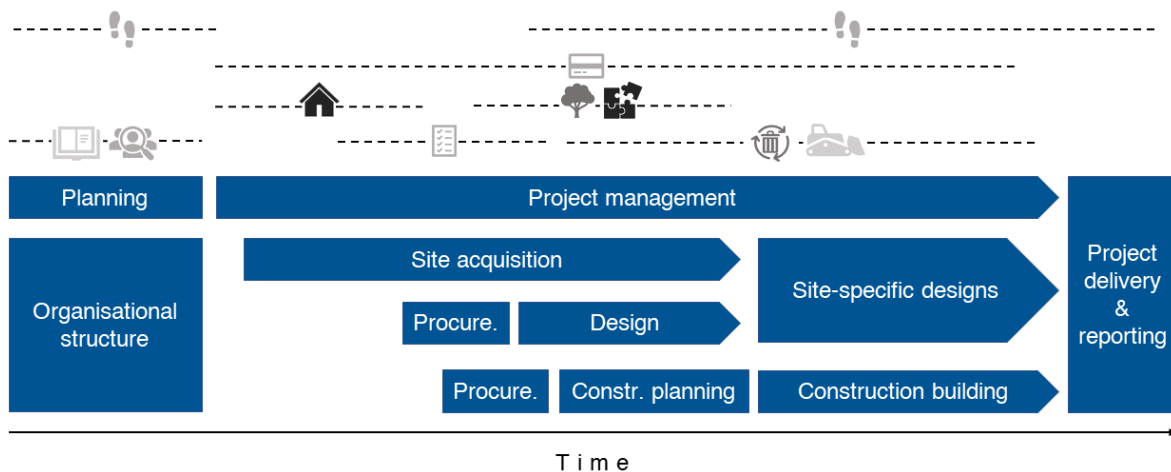 Planning
Project management
Site acquisition
Organisational
structure
Procure.
Design
Site-specific designs
Procure.
Constr. planning
Construction building
Project
delivery
&
reporting
Time